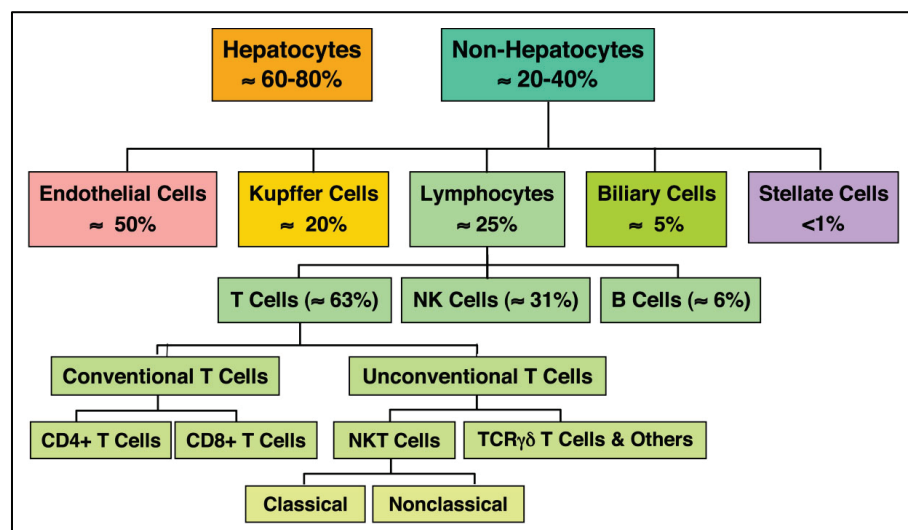 Hepatocytes
≈ 60-80%
Non-Hepatocytes
≈ 20-40%
Endothelial Cells
≈ 50%
Kupffer Cells
≈ 20%
Lymphocytes
≈ 25%
Biliary Cells
≈ 5%
Stellate Cells
<1%
T Cells (≈ 63%)
NK Cells (≈ 31%)
B Cells (≈ 6%)
Conventional T Cells
Unconventional T Cells
CD4+ T Cells
CD8+ T Cells
NKT Cells
TCRγδ T Cells & Others
Classical
Nonclassical